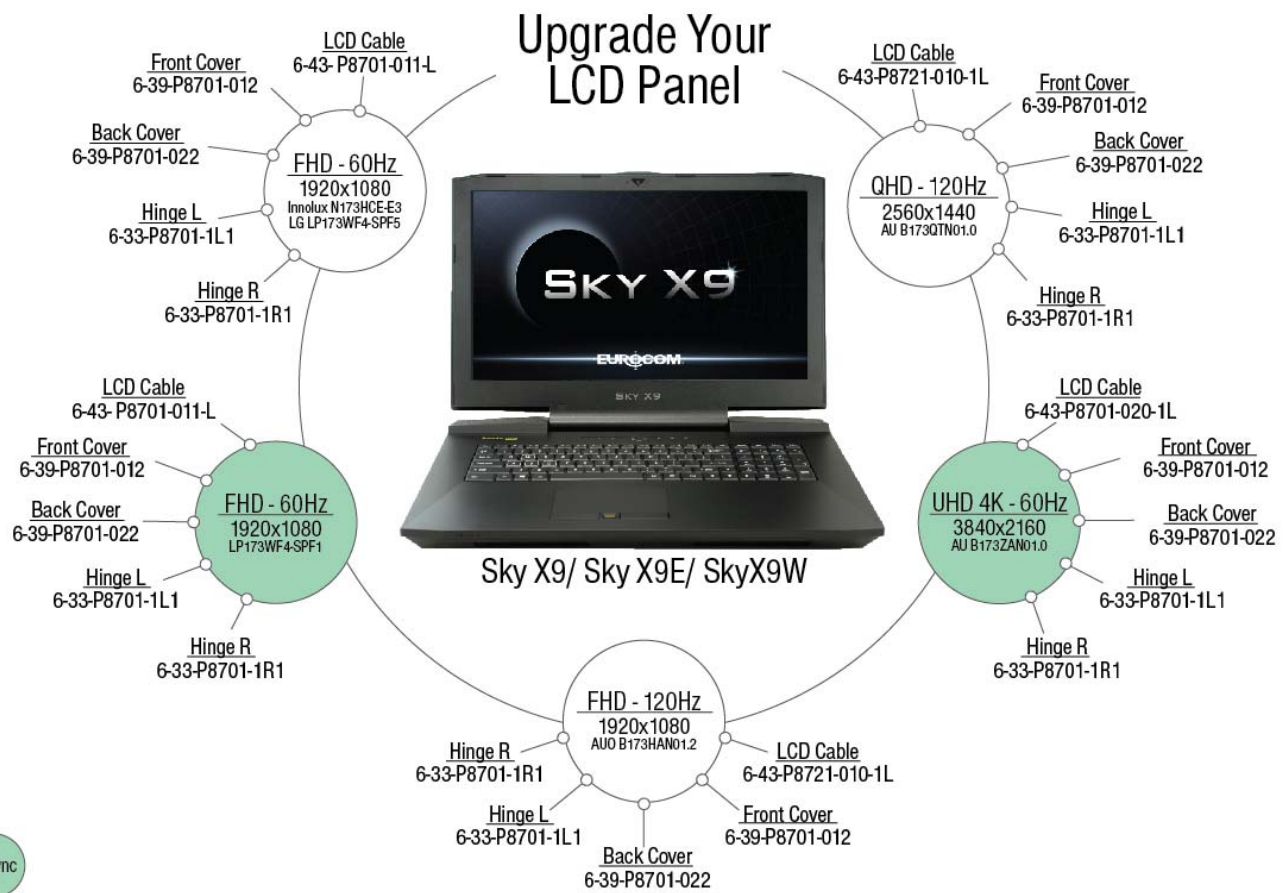 Upgrade Your
LCD Panel
LCD Cable
6-43- P8701-011-L
Front Cover
6-39-P8701-012
Back Cover
6-39-P8701-022
Hinge L
6-33-P8701-1L1
Hinge R
6-33-P8701-1R1
FHD - 60Hz
1920x1080
Innolux N173HCE-E3
LG LP173WF4-SPF5
LCD Cable
6-43-P8721-010-1L
Front Cover
6-39-P8701-012
Back Cover
6-39-P8701-022
Hinge L
6-33-P8701-1L1
Hinge R
6-33-P8701-1R1
QHD - 120Hz
2560x1440
AU B173QTN01.0
SKY X9
EUROCOM
SKY X9
Sky X9/ Sky X9E/ SkyX9W
LCD Cable
6-43- P8701-011-L
Front Cover
6-39-P8701-012
Back Cover
6-39-P8701-022
Hinge L
6-33-P8701-1L1
Hinge R
6-33-P8701-1R1
FHD - 60Hz
1920x1080
LP173WF4-SPF1
LCD Cable
6-43-P8701-020-1L
Front Cover
6-39-P8701-012
Back Cover
6-39-P8701-022
Hinge L
6-33-P8701-1L1
Hinge R
6-33-P8701-1R1
UHD 4K - 60Hz
3840x2160
AU B173ZAN01.0
FHD - 120Hz
1920x1080
AUO B173HAN01.2
Hinge R
6-33-P8701-1R1
Hinge L
6-33-P8701-1L1
Back Cover
6-39-P8701-022
Front Cover
6-39-P8701-012
LCD Cable
6-43-P8721-010-1L